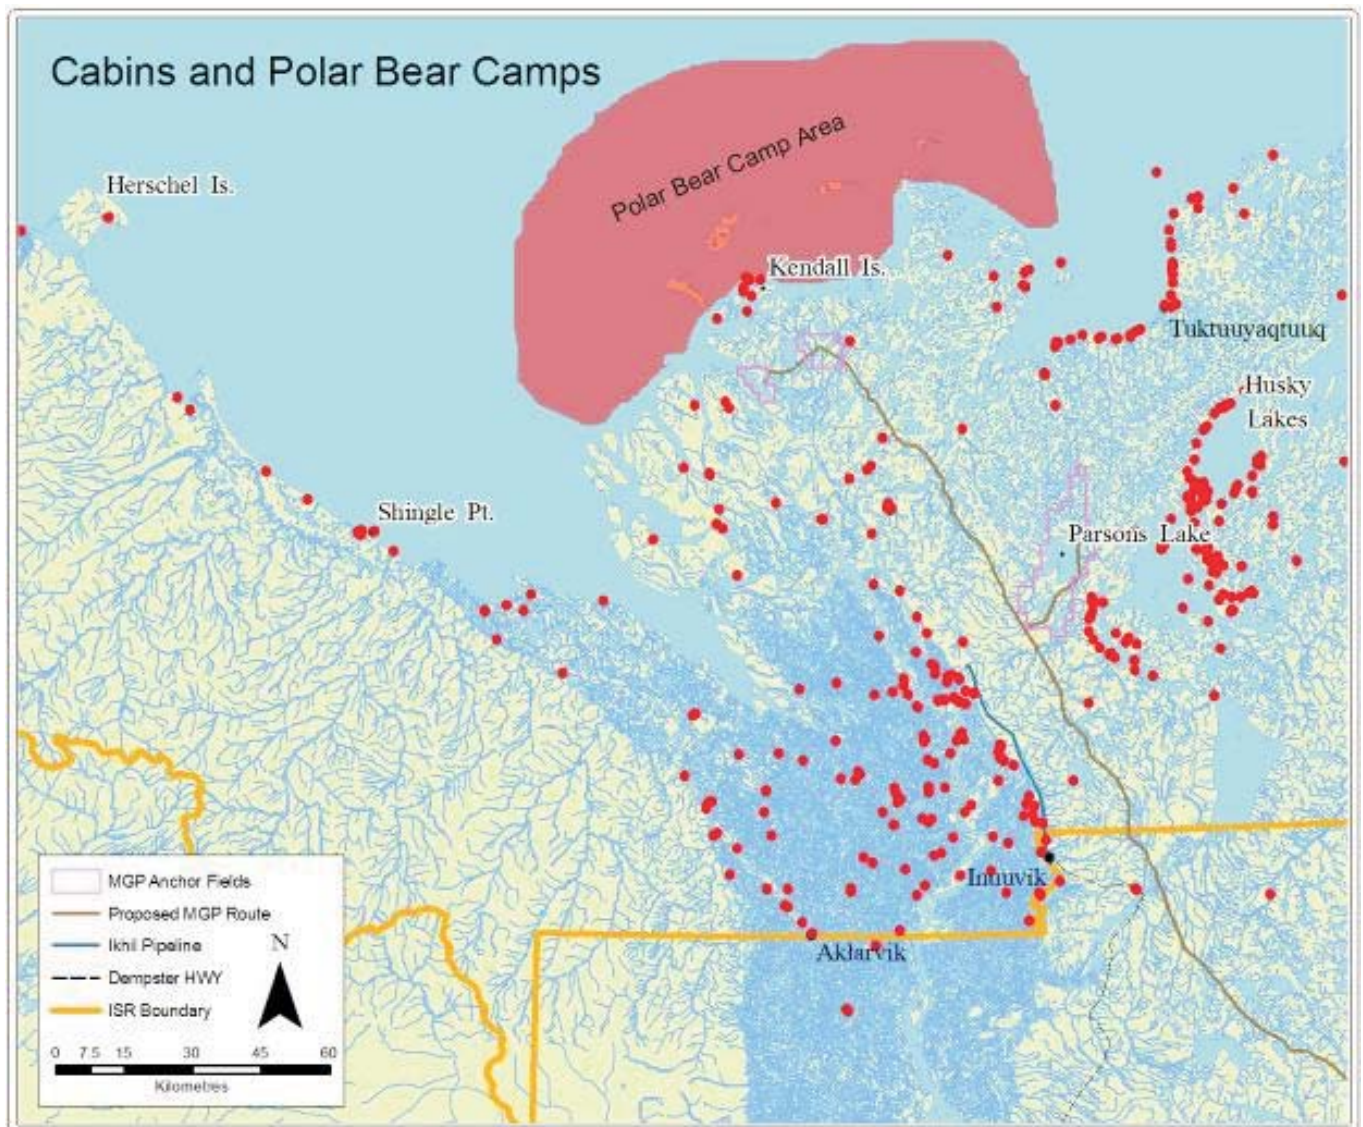 Cabins and Polar Bear Camps
Polar Bear Camp Area
Herschel Is.
Kendall Is.
Tuktuuyaqtuuq
Husky
Lakes
Shingle Pt.
Parsons Lake
Inuuvik
Akłarvik
MGP Anchor Fields
Proposed MGP Route
Ikhil Pipeline
Dempster HWY
ISR Boundary
N
0 7.5 15 30 45 60
Kilometres